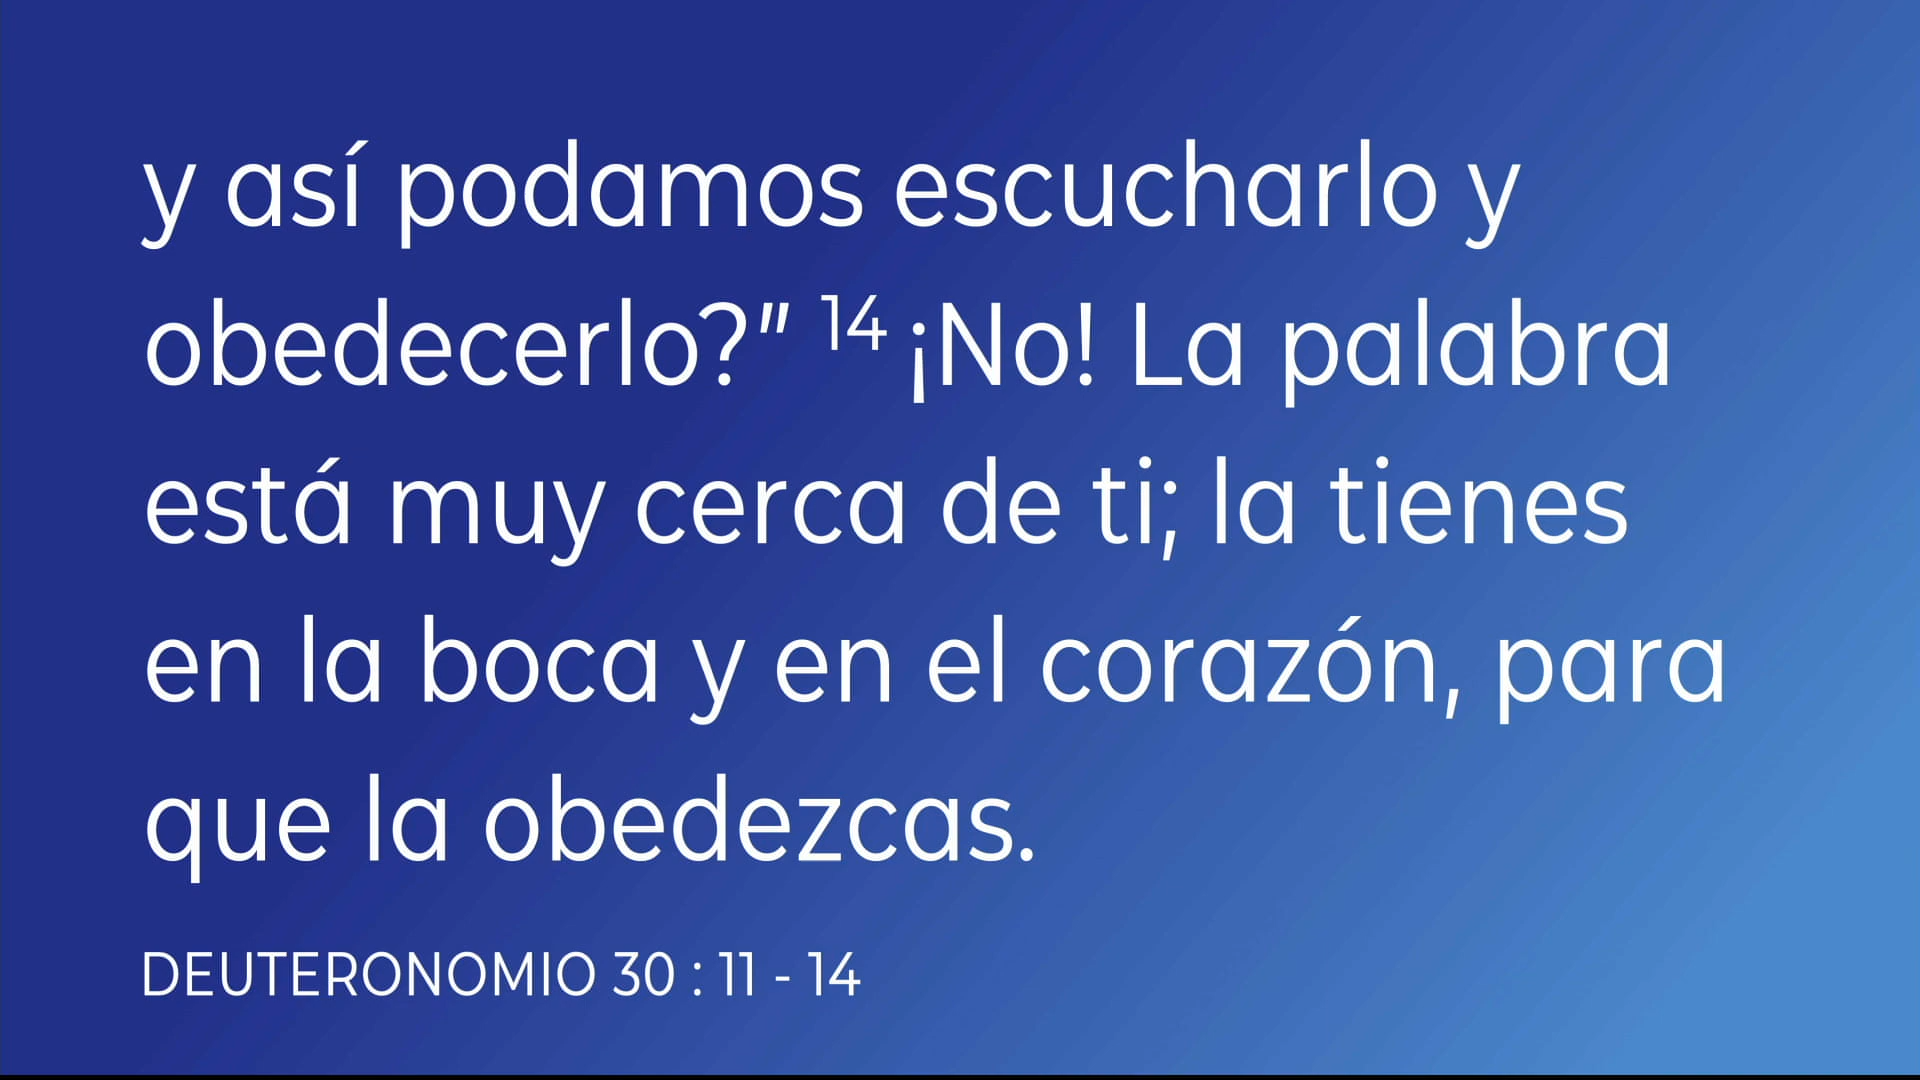 y así podamos escucharlo y
obedecerlo?” 14 ¡No! La palabra
está muy cerca de ti; la tienes
en la boca y en el corazón, para
que la obedezcas.
DEUTERONOMIO 30 : 11 - 14